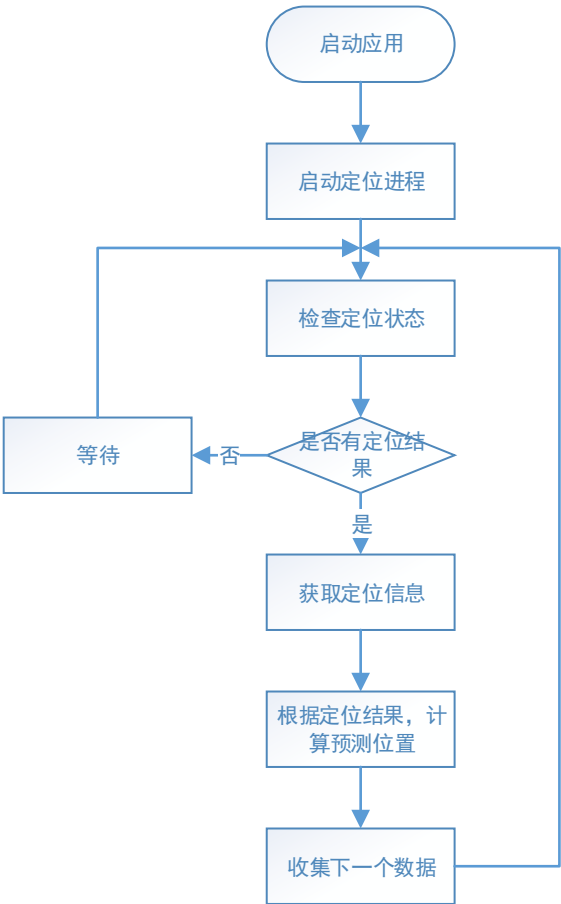 启动应用
启动定位进程
检查定位状态
是否有定位结
果
等待
否
是
获取定位信息
根据定位结果，计
算预测位置
收集下一个数据